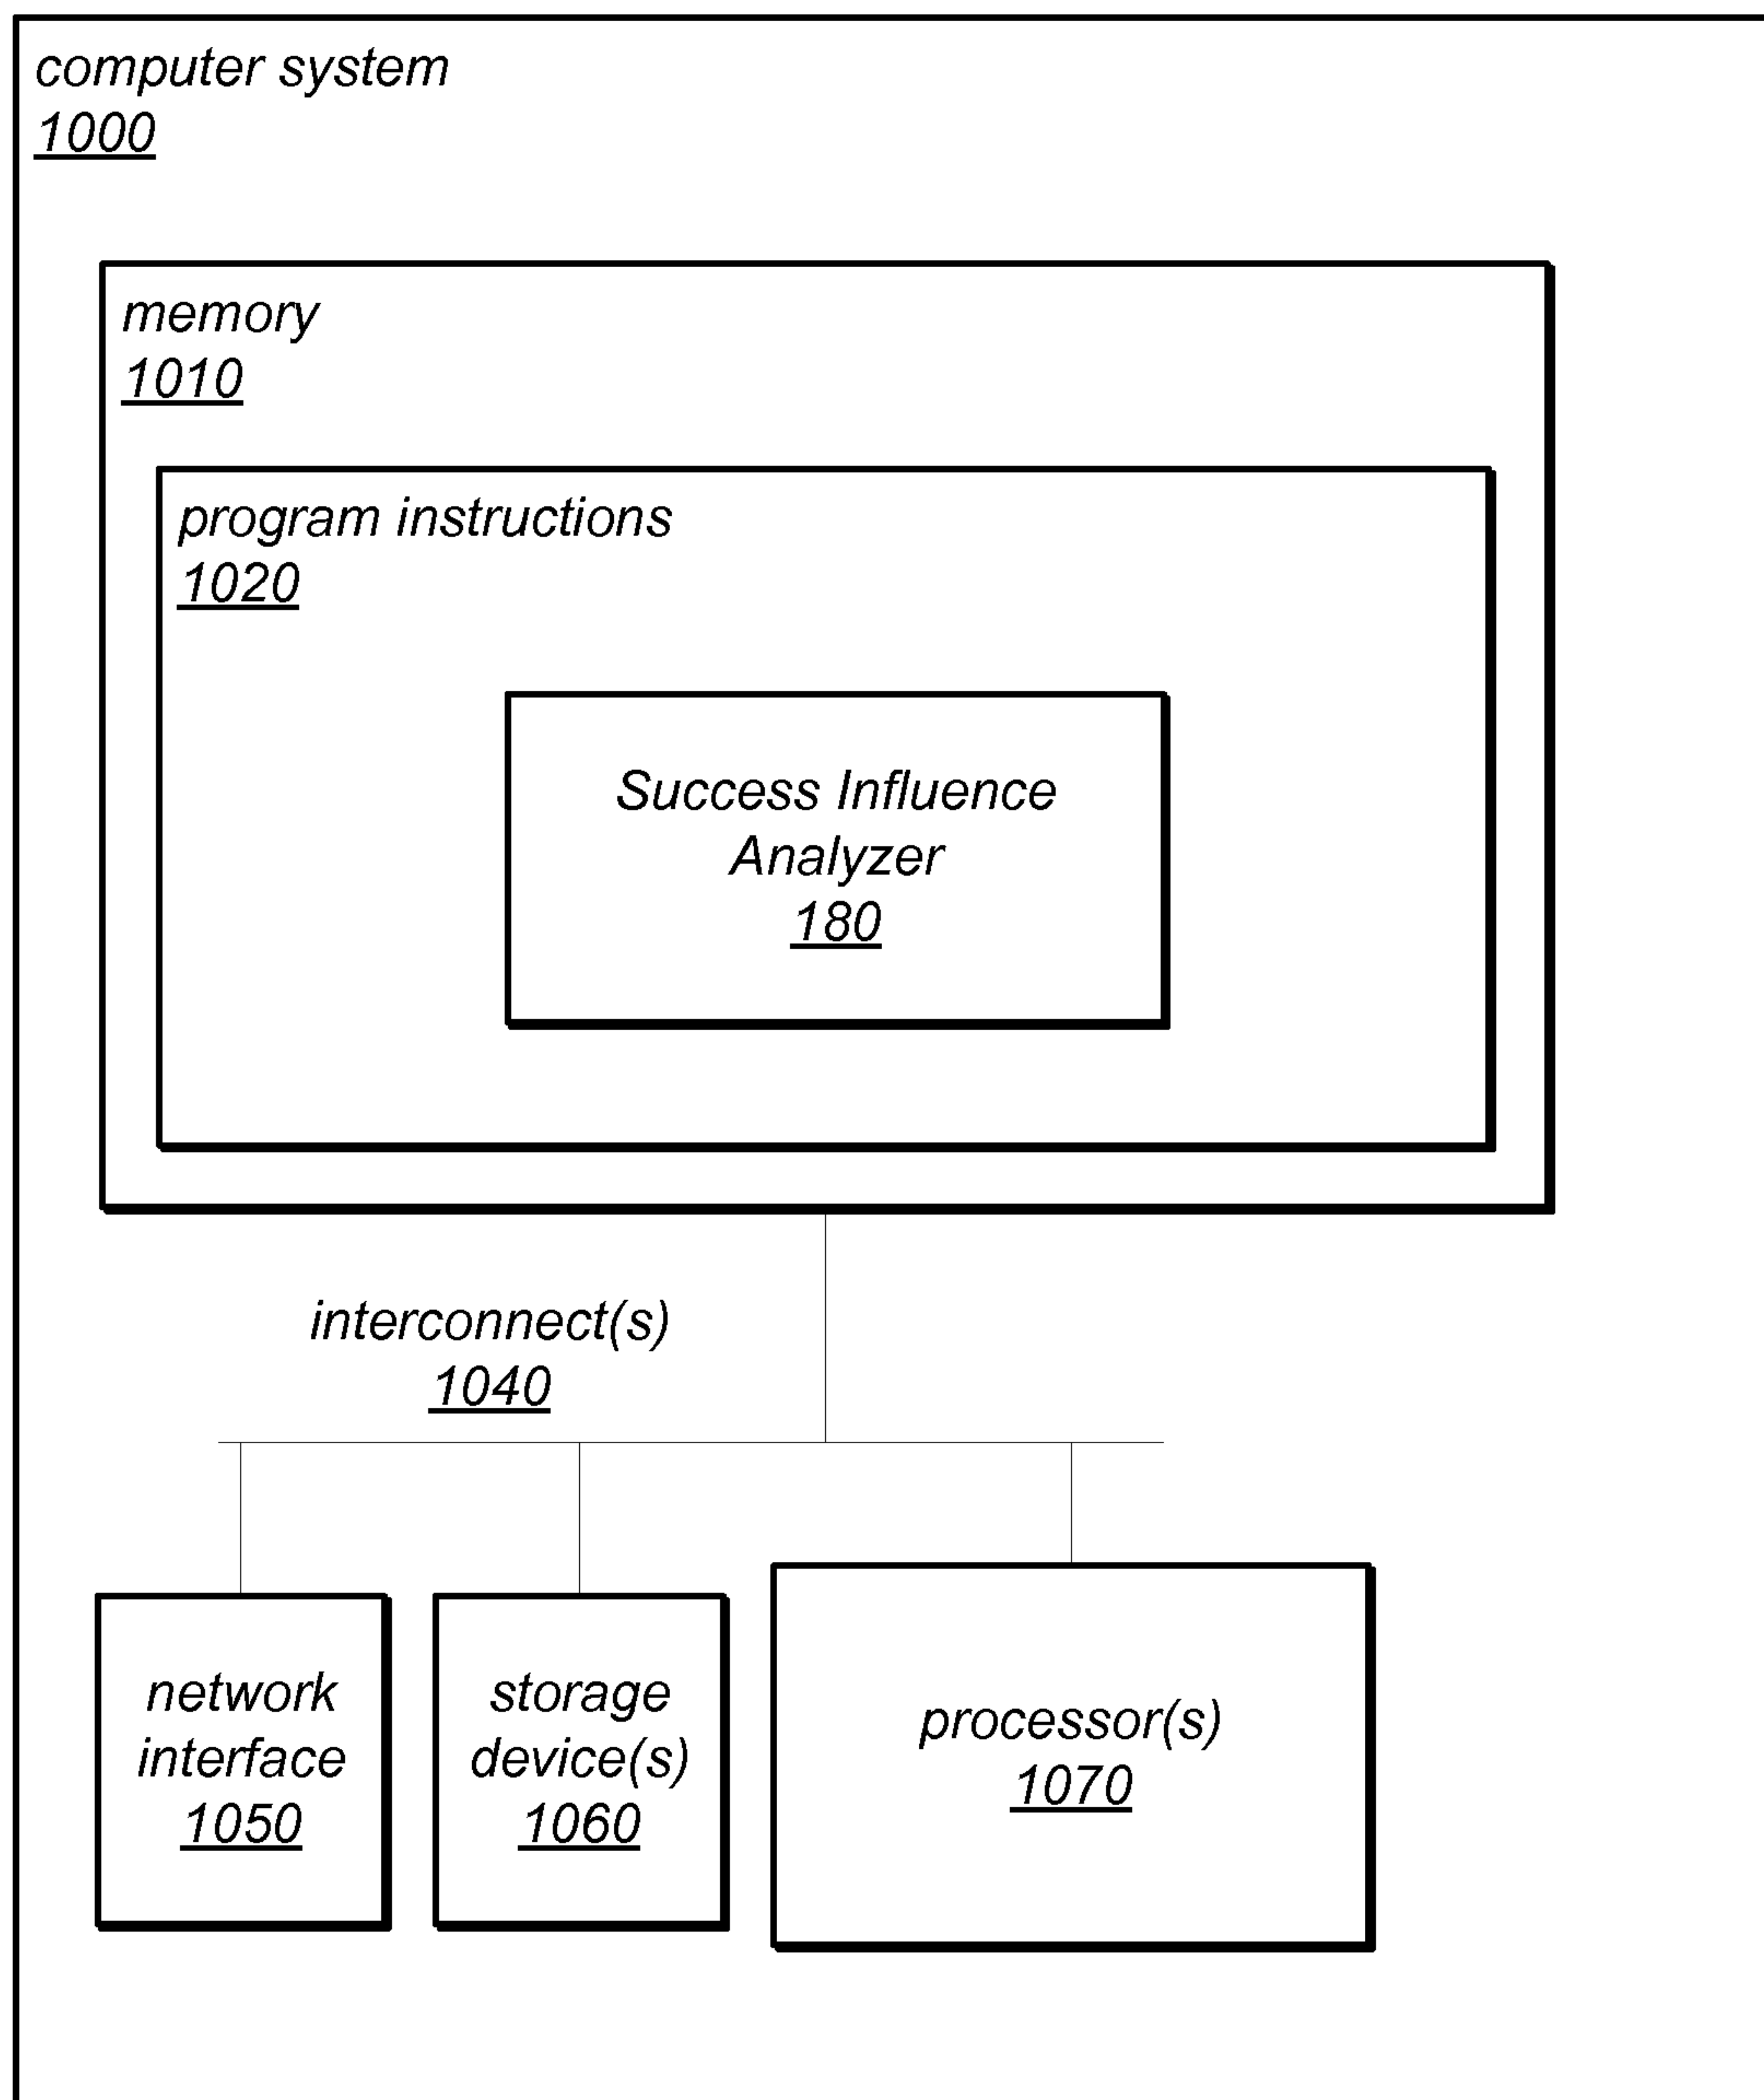 computer system
1000
memory
1010
program instructions
1020
Success Influence
Analyzer
180
interconnect(s)
1040
network
interface
1050
storage
device(s)
1060
processor(s)
1070